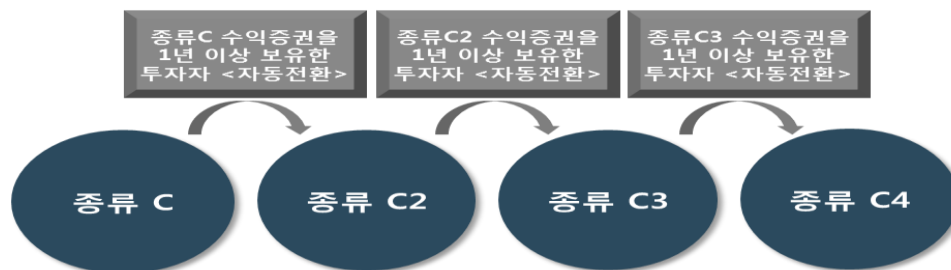 종류C 수익증권을
1년 이상 보유한
투자자 <자동전환>
종류C2 수익증권을
1년 이상 보유한
투자자 <자동전환>
종류C3 수익증권을
1년 이상 보유한
투자자 <자동전환>
종류 C
종류 C2
종류 C3
종류 C4